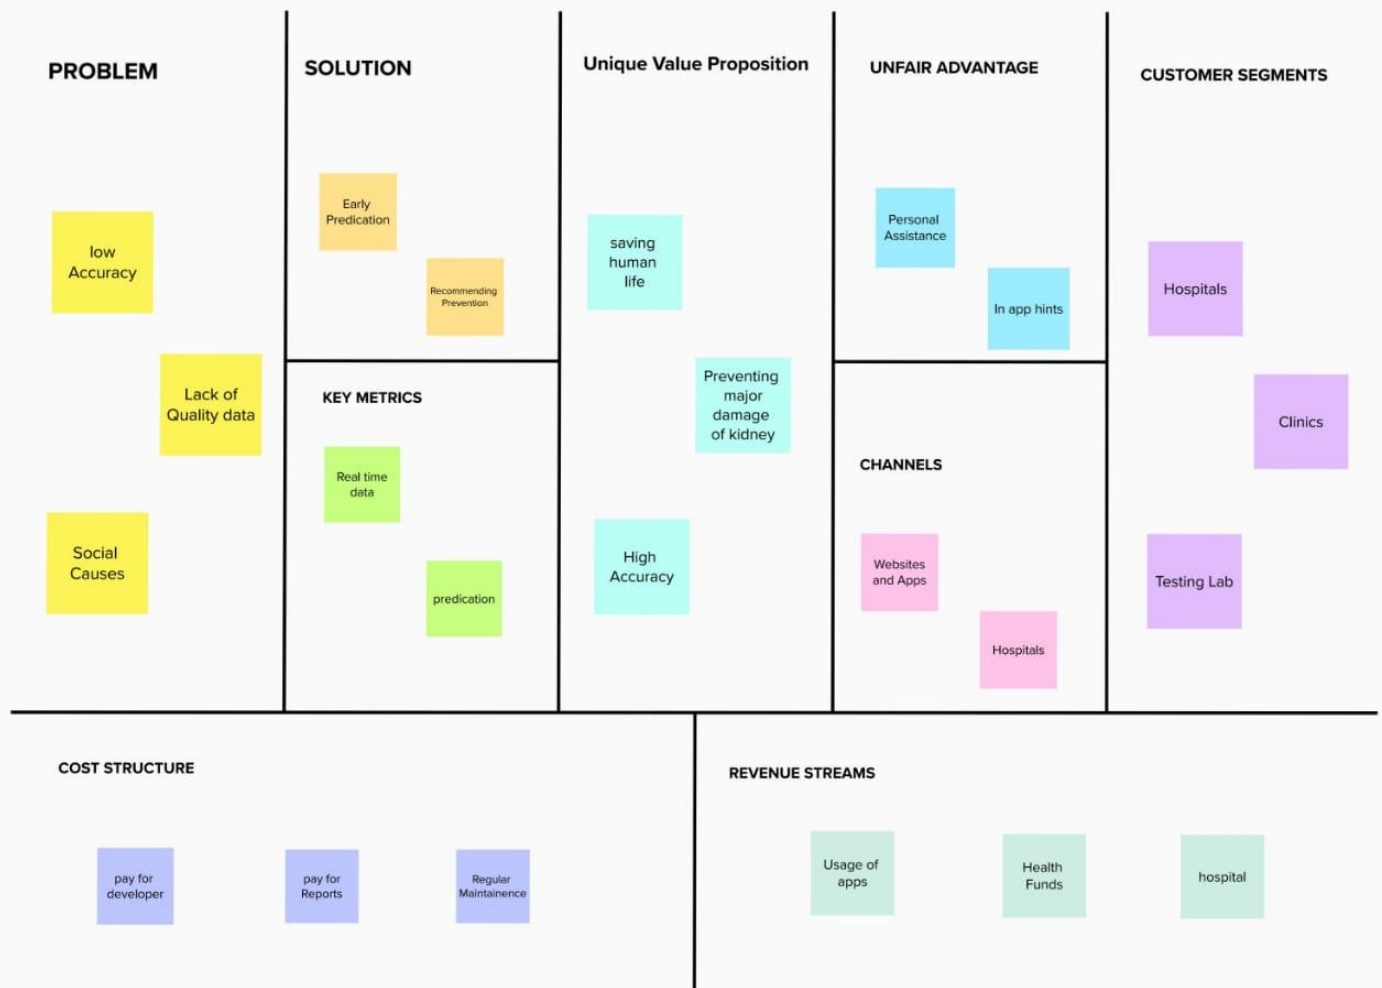 PROBLEM
low
Accuracy
Lack of
Quality data
Social
Causes
SOLUTION
Early
Predication
Recommending
Prevention
KEY METRICS
Real time
data
predication
Unique Value Proposition
saving
human
life
Preventing
major
damage
of kidney
High
Accuracy
UNFAIR ADVANTAGE
Personal
Assistance
In app hints
CHANNELS
Websites
and Apps
Hospitals
CUSTOMER SEGMENTS
Hospitals
Clinics
Testing Lab
COST STRUCTURE
pay for
developer
pay for
Reports
Regular
Maintainence
REVENUE STREAMS
Usage of
apps
Health
Funds
hospital